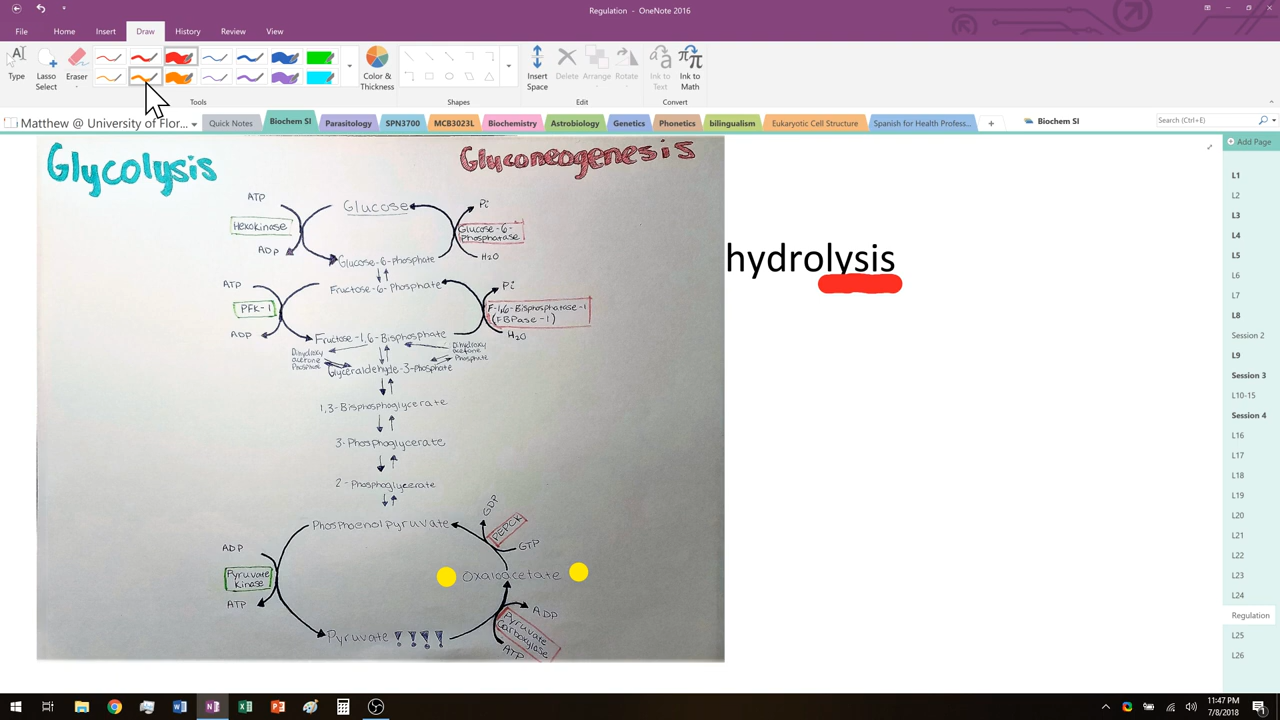 Regulation - OneNote 2016
File Home Insert Draw History Review View
Type
Lasso Select
Eraser
Color & Thickness
Insert Space
Delete
Arrange
Rotate
Ink to Text
Ink to Math
Tools
Shapes
Edit
Convert
Matthew @ University of Flor...
Quick Notes
Biochem SI
Parasitology
SPN3700
MCB3023L
Biochemistry
Astrobiology
Genetics
Phonetics
bilingualism
Eukaryotic Cell Structure
Spanish for Health Profess...
Biochem SI
Search (Ctrl+E)
Add Page
Glycolysis
Gluconeogenesis
ATP
Glucose
Pi
Hexokinase
Glucose-6-
Phosphatase
ADP
Glucose-6-phosphate
H2O
ATP
Fructose-6-Phosphate
Pi
PFK-1
F-1,6-Bisphosphatase-1
(FBPase-1)
ADP
Fructose-1,6-Bisphosphate
H2O
Dihydroxy
acetone
Phosphate
Dihydroxy
acetone
Phosphate
Glyceraldehyde-3-Phosphate
1,3-Bisphosphoglycerate
3-Phosphoglycerate
2-Phosphoglycerate
Phosphoenolpyruvate
GDP
PEPCK
GTP
ADP
Pyruvate
Kinase
ATP
Oxaloacetate
ADP
Pyruvate
Carboxylase
ATP
Pyruvate !!!!
hydrolysis
L1
L2
L3
L4
L5
L6
L7
L8
Session 2
L9
Session 3
L10-15
Session 4
L16
L17
L18
L19
L20
L21
L22
L23
L24
Regulation
L25
L26
11:47 PM
7/8/2018